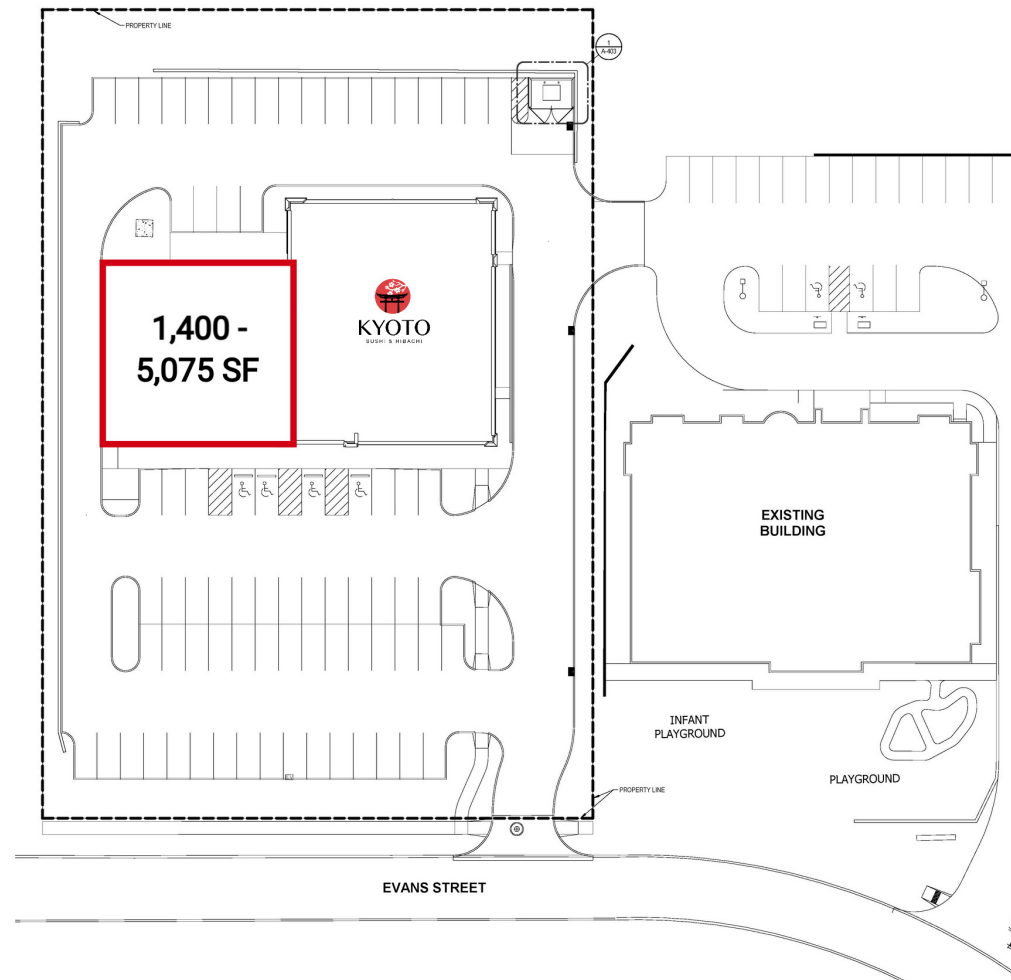 PROPERTY LINE
1
A-403
1,400 -
5,075 SF
KYOTO
SUSHI & HIBACHI
EXISTING
BUILDING
INFANT
PLAYGROUND
PLAYGROUND
PROPERTY LINE
EVANS STREET